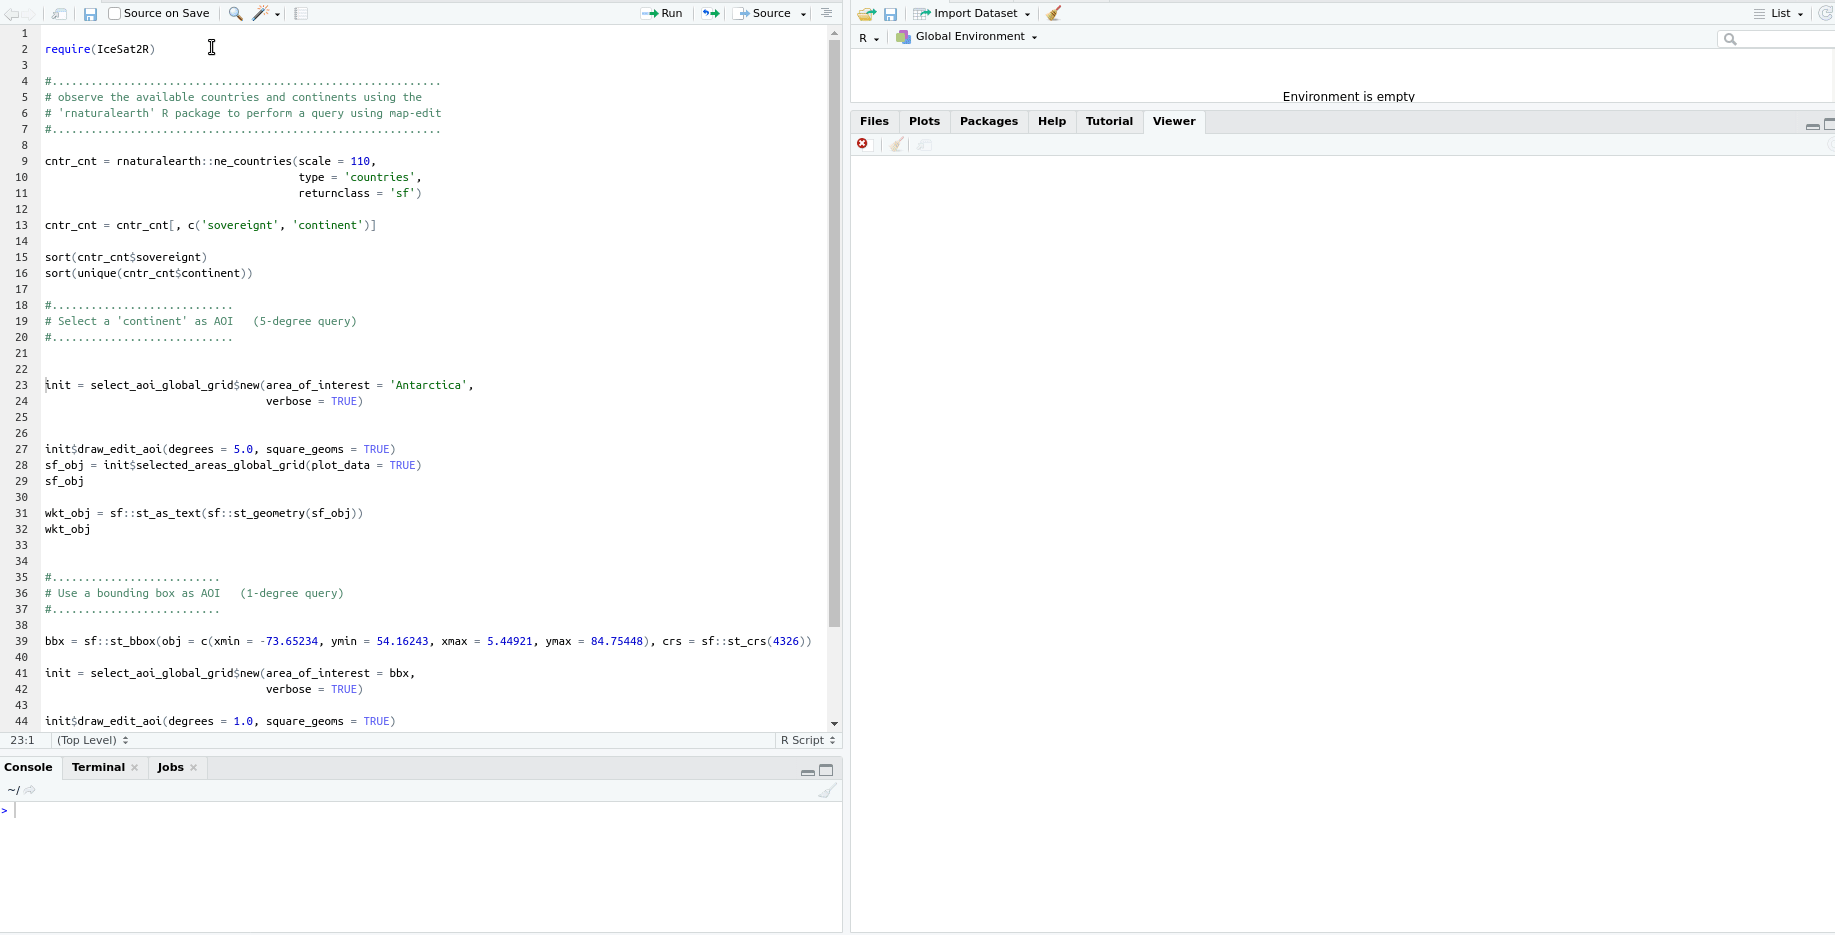 Source on Save
Run
Source
1
2 require(IceSat2R)
3
4 #............................................................
5 # observe the available countries and continents using the
6 # 'rnaturalearth' R package to perform a query using map-edit
7 #............................................................
8
9 cntr_cnt = rnaturalearth::ne_countries(scale = 110,
10 type = 'countries',
11 returnclass = 'sf')
12
13 cntr_cnt = cntr_cnt[, c('sovereignt', 'continent')]
14
15 sort(cntr_cnt$sovereignt)
16 sort(unique(cntr_cnt$continent))
17
18 #............................
19 # Select a 'continent' as AOI (5-degree query)
20 #............................
21
22
23 init = select_aoi_global_grid$new(area_of_interest = 'Antarctica',
24 verbose = TRUE)
25
26
27 init$draw_edit_aoi(degrees = 5.0, square_geoms = TRUE)
28 sf_obj = init$selected_areas_global_grid(plot_data = TRUE)
29 sf_obj
30
31 wkt_obj = sf::st_as_text(sf::st_geometry(sf_obj))
32 wkt_obj
33
34
35 #..........................
36 # Use a bounding box as AOI (1-degree query)
37 #..........................
38
39 bbx = sf::st_bbox(obj = c(xmin = -73.65234, ymin = 54.16243, xmax = 5.44921, ymax = 84.75448), crs = sf::st_crs(4326))
40
41 init = select_aoi_global_grid$new(area_of_interest = bbx,
42 verbose = TRUE)
43
44 init$draw_edit_aoi(degrees = 1.0, square_geoms = TRUE)
23:1 (Top Level) R Script
Console Terminal Jobs
~/
>
Import Dataset List
R Global Environment
Environment is empty
Files Plots Packages Help Tutorial Viewer